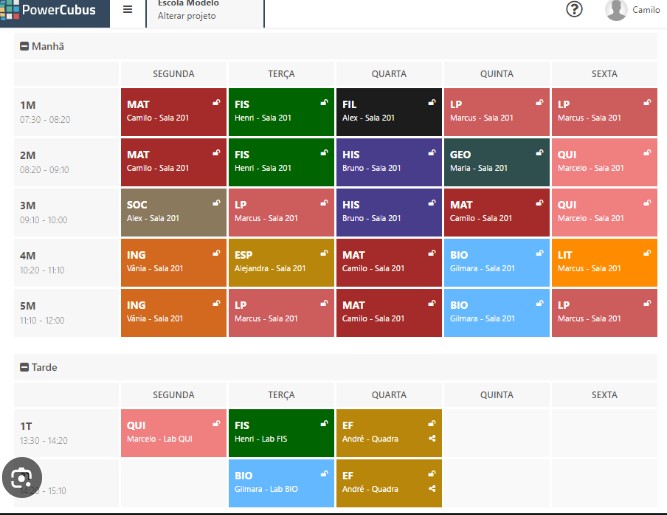 PowerCubus
Escola Modelo
Alterar projeto
Camilo
Manhã
SEGUNDA TERÇA QUARTA QUINTA SEXTA
1M
07:30 - 08:20
MAT
Camilo - Sala 201
FIS
Henri - Sala 201
FIL
Alex - Sala 201
LP
Marcus - Sala 201
LP
Marcus - Sala 201
2M
08:20 - 09:10
MAT
Camilo - Sala 201
FIS
Henri - Sala 201
HIS
Bruno - Sala 201
GEO
Maria - Sala 201
QUI
Marcelo - Sala 201
3M
09:10 - 10:00
SOC
Alex - Sala 201
LP
Marcus - Sala 201
HIS
Bruno - Sala 201
MAT
Camilo - Sala 201
QUI
Marcelo - Sala 201
4M
10:20 - 11:10
ING
Vânia - Sala 201
ESP
Alejandra - Sala 201
MAT
Camilo - Sala 201
BIO
Gilmara - Sala 201
LIT
Marcus - Sala 201
5M
11:10 - 12:00
ING
Vânia - Sala 201
LP
Marcus - Sala 201
MAT
Camilo - Sala 201
BIO
Gilmara - Sala 201
LP
Marcus - Sala 201
Tarde
SEGUNDA TERÇA QUARTA QUINTA SEXTA
1T
13:30 - 14:20
QUI
Marcelo - Lab QUI
FIS
Henri - Lab FIS
EF
André - Quadra
- 15:10
BIO
Gilmara - Lab BIO
EF
André - Quadra